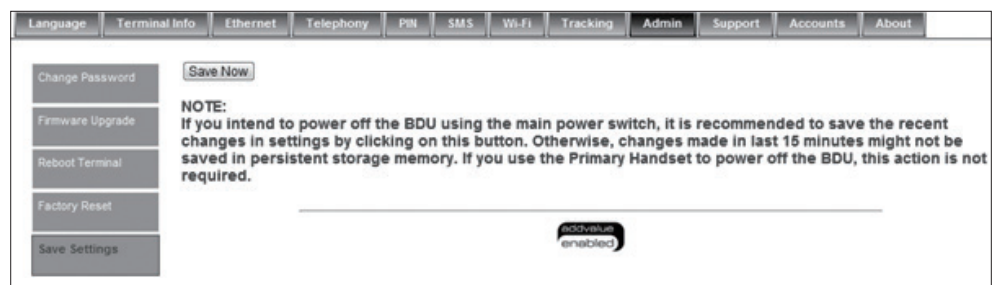 Language Terminal Info Ethernet Telephony PIN SMS Wi-Fi Tracking Admin Support Accounts About
Change Password
Firmware Upgrade
Reboot Terminal
Factory Reset
Save Settings
Save Now
NOTE:
If you intend to power off the BDU using the main power switch, it is recommended to save the recent
changes in settings by clicking on this button. Otherwise, changes made in last 15 minutes might not be
saved in persistent storage memory. If you use the Primary Handset to power off the BDU, this action is not
required.
addvalue
enabled